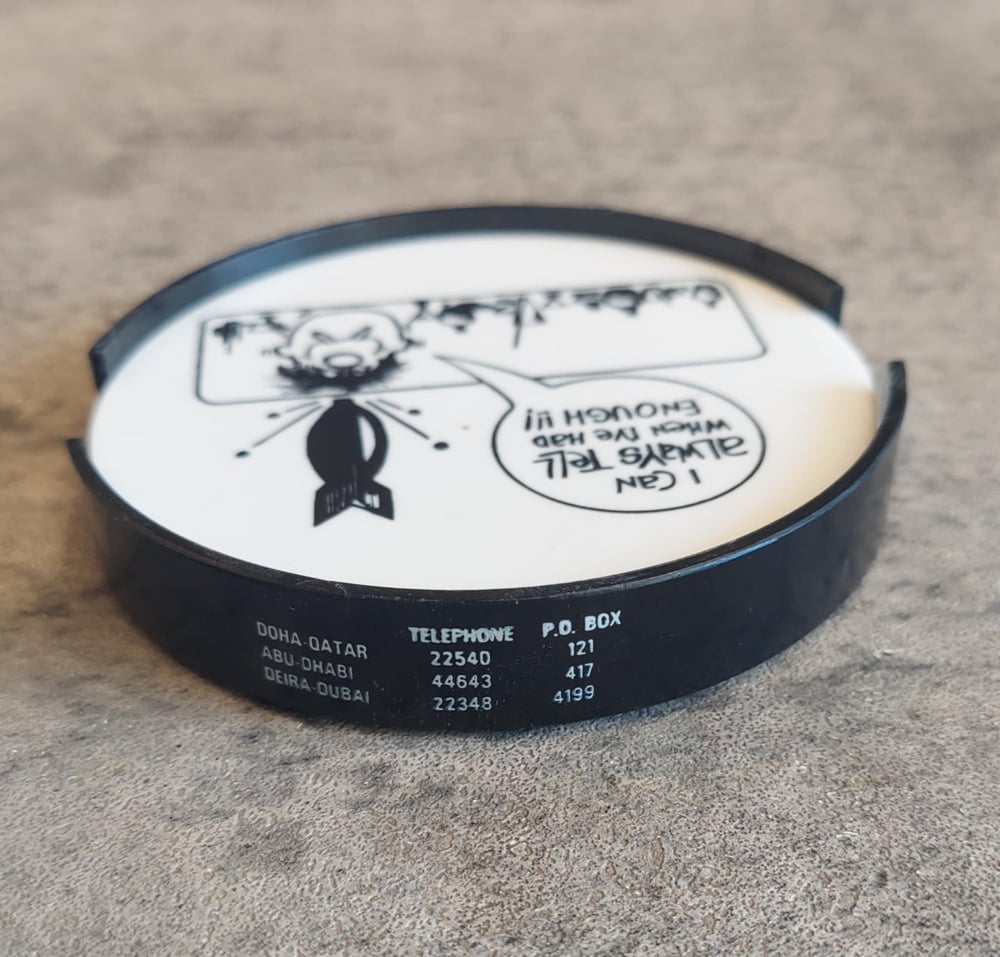 I CAN
ALWAYS TELL
WHEN I'VE HAD
ENOUGH !!!
TELEPHONE P.O. BOX
DOHA-QATAR 22540 121
ABU-DHABI 44643 417
DEIRA-DUBAI 22348 4199